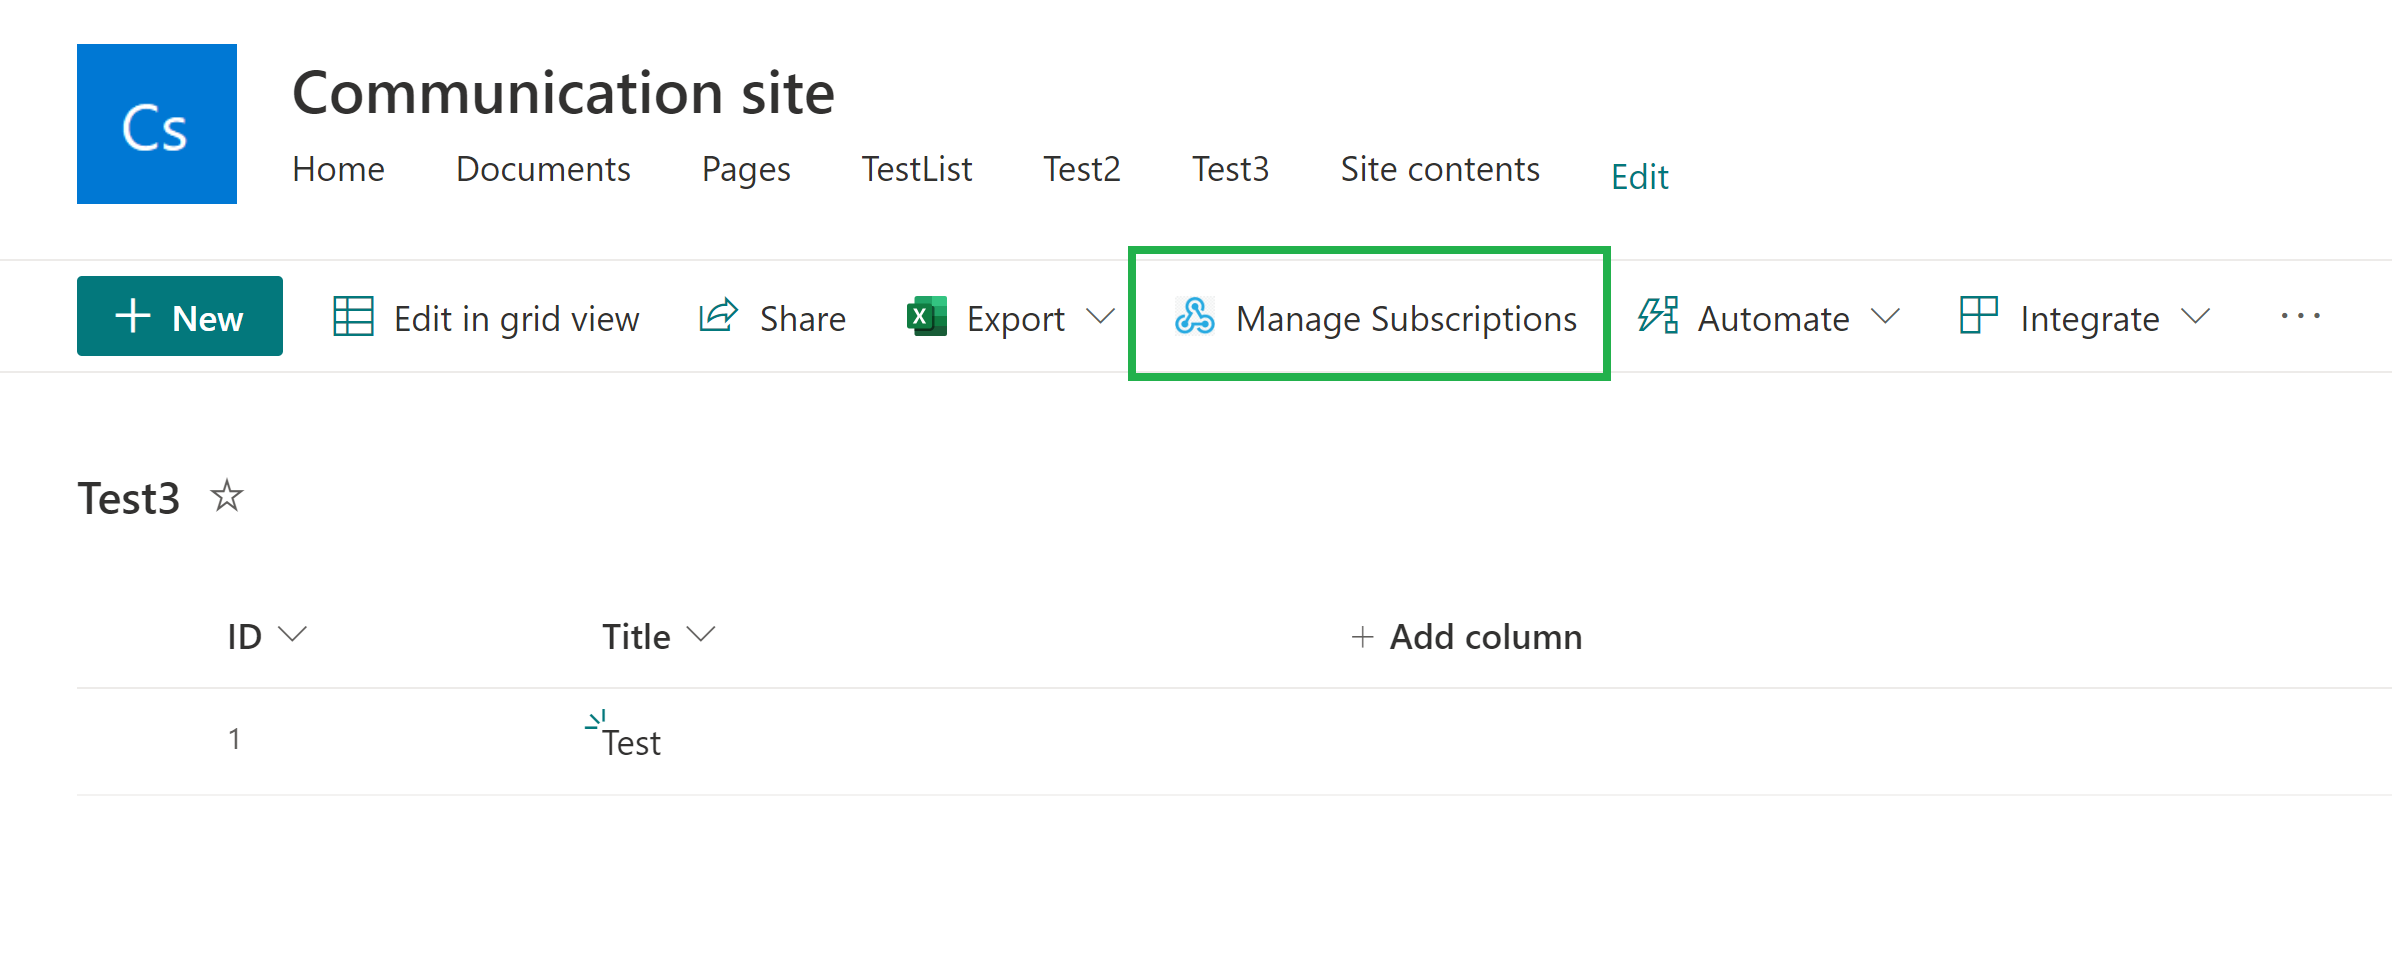 Cs
Communication site
Home Documents Pages TestList Test2 Test3 Site contents Edit
New Edit in grid view Share X Export Manage Subscriptions Automate Integrate ...
Test3
ID Title + Add column
1 Test